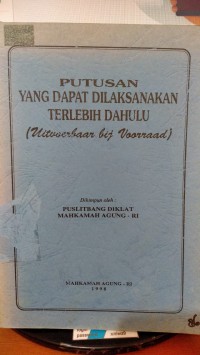 PUTUSAN
YANG DAPAT DILAKSANAKAN
TERLEBIH DAHULU
(Uitvoerbaar bij Voorraad)
Dihimpun oleh :
PUSLITBANG DIKLAT
MAHKAMAH AGUNG - RI
MAHKAMAH AGUNG - RI
1998